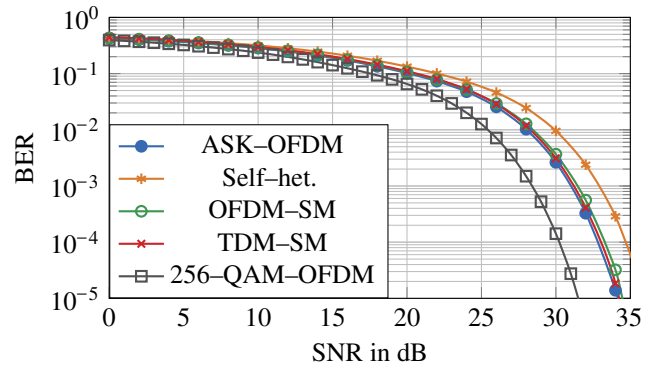 10^0
10^−1
10^−2
10^−3
10^−4
10^−5
BER
ASK–OFDM
Self–het.
OFDM–SM
TDM–SM
256–QAM–OFDM
0 5 10 15 20 25 30 35
SNR in dB